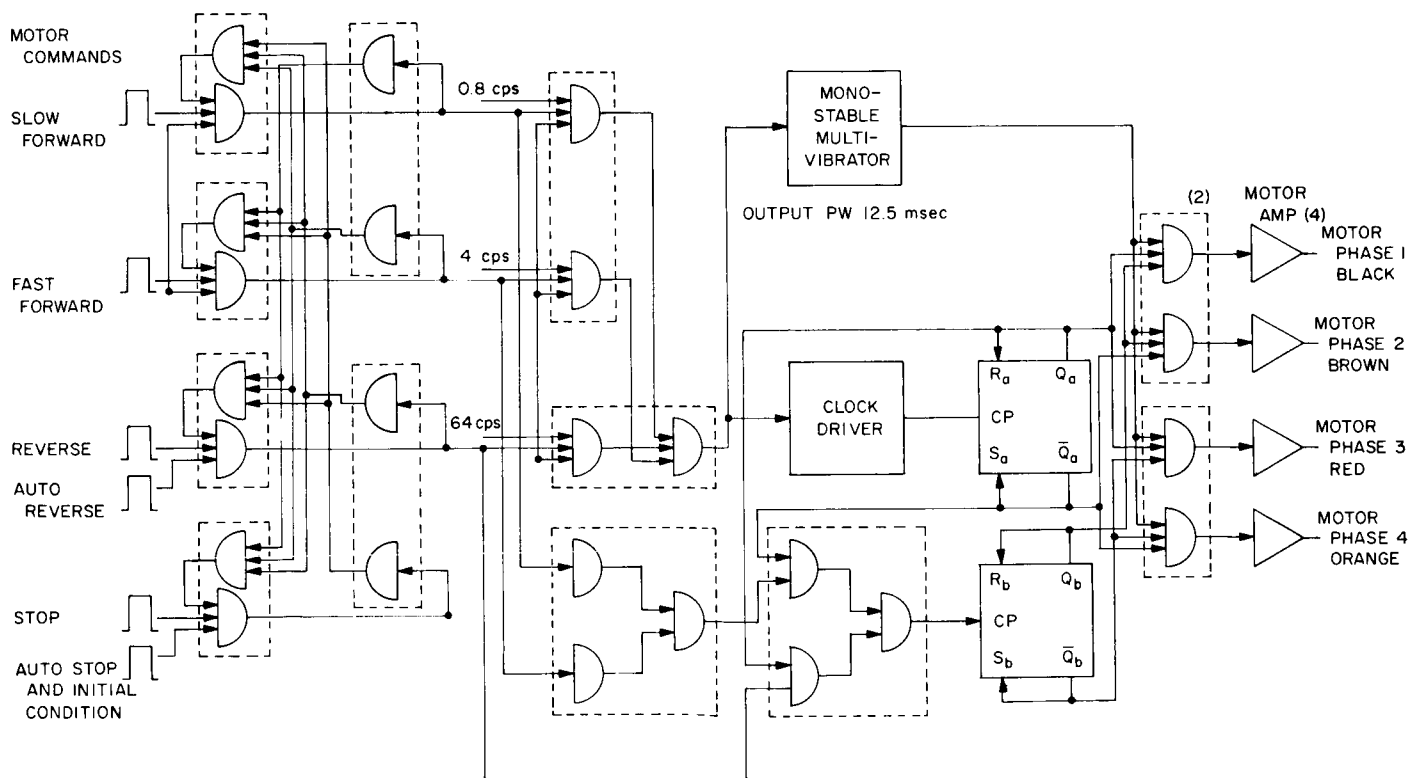 MOTOR
COMMANDS
SLOW
FORWARD
FAST
FORWARD
REVERSE
AUTO
REVERSE
STOP
AUTO STOP
AND INITIAL
CONDITION
0.8 cps
4 cps
64 cps
MONO-
STABLE
MULTI-
VIBRATOR
OUTPUT PW 12.5 msec
CLOCK
DRIVER
Ra Qa
CP
Sa Q̅a
Rb Qb
CP
Sb Q̅b
(2)
MOTOR
AMP (4)
MOTOR
PHASE 1
BLACK
MOTOR
PHASE 2
BROWN
MOTOR
PHASE 3
RED
MOTOR
PHASE 4
ORANGE